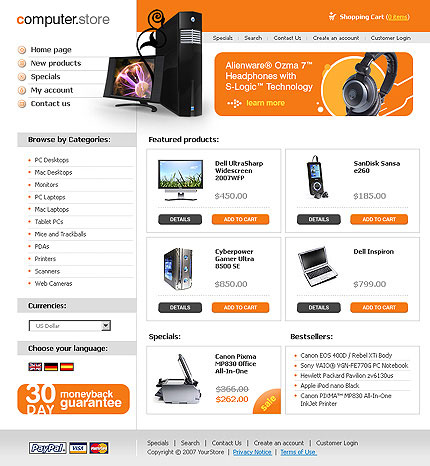 computer.store
Shopping Cart (0 items)
Specials | Search | Contact Us | Create an account | Customer Login
Home page
New products
Specials
My account
Contact us
Alienware® Ozma 7™
Headphones with
S-Logic™ Technology
learn more
Browse by Categories:
PC Desktops
Mac Desktops
Monitors
PC Laptops
Mac Laptops
Tablet PCs
Mice and Trackballs
PDAs
Printers
Scanners
Web Cameras
Currencies:
US Dollar
Choose your language:
30 DAY moneyback guarantee
Featured products:
Dell UltraSharp
Widescreen
2007WFP
$450.00
DETAILS
ADD TO CART
SanDisk Sansa
e260
$185.00
DETAILS
ADD TO CART
Cyberpower
Gamer Ultra
8500 SE
$850.00
DETAILS
ADD TO CART
Dell Inspiron
$799.00
DETAILS
ADD TO CART
Specials:
Canon Pixma
MP830 Office
All-In-One
$366.00
$262.00
sale
Bestsellers:
Canon EOS 400D / Rebel XTi Body
Sony VAIO® VGN-FE770G PC Notebook
Hewlett Packard Pavilion zv6130us
Apple iPod nano Black
Canon PIXMA™ MP830 All-In-One
InkJet Printer
PayPal VISA
Specials | Search | Contact Us | Create an account | Customer Login
Copyright © 2007 YourStore | Privacy Notice | Terms of Use